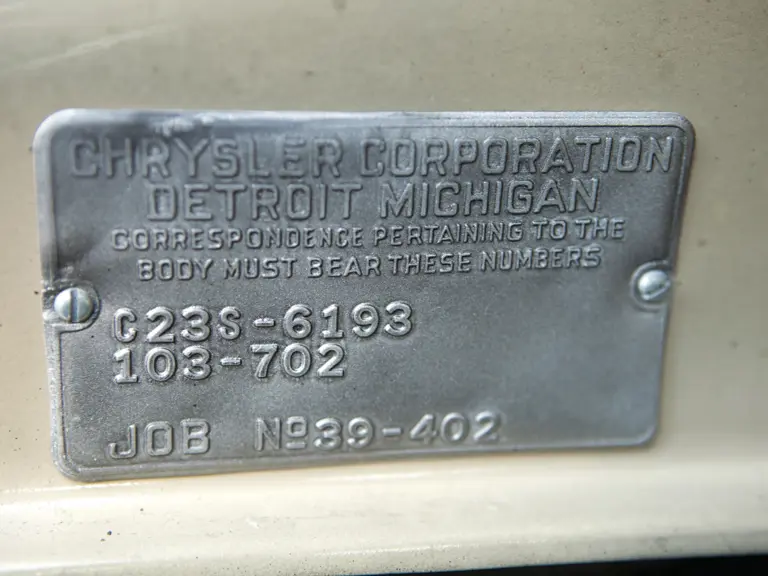 CHRYSLER CORPORATION
DETROIT MICHIGAN
CORRESPONDENCE PERTAINING TO THE
BODY MUST BEAR THESE NUMBERS
C23S-6193
103-702
JOB Nº39-402